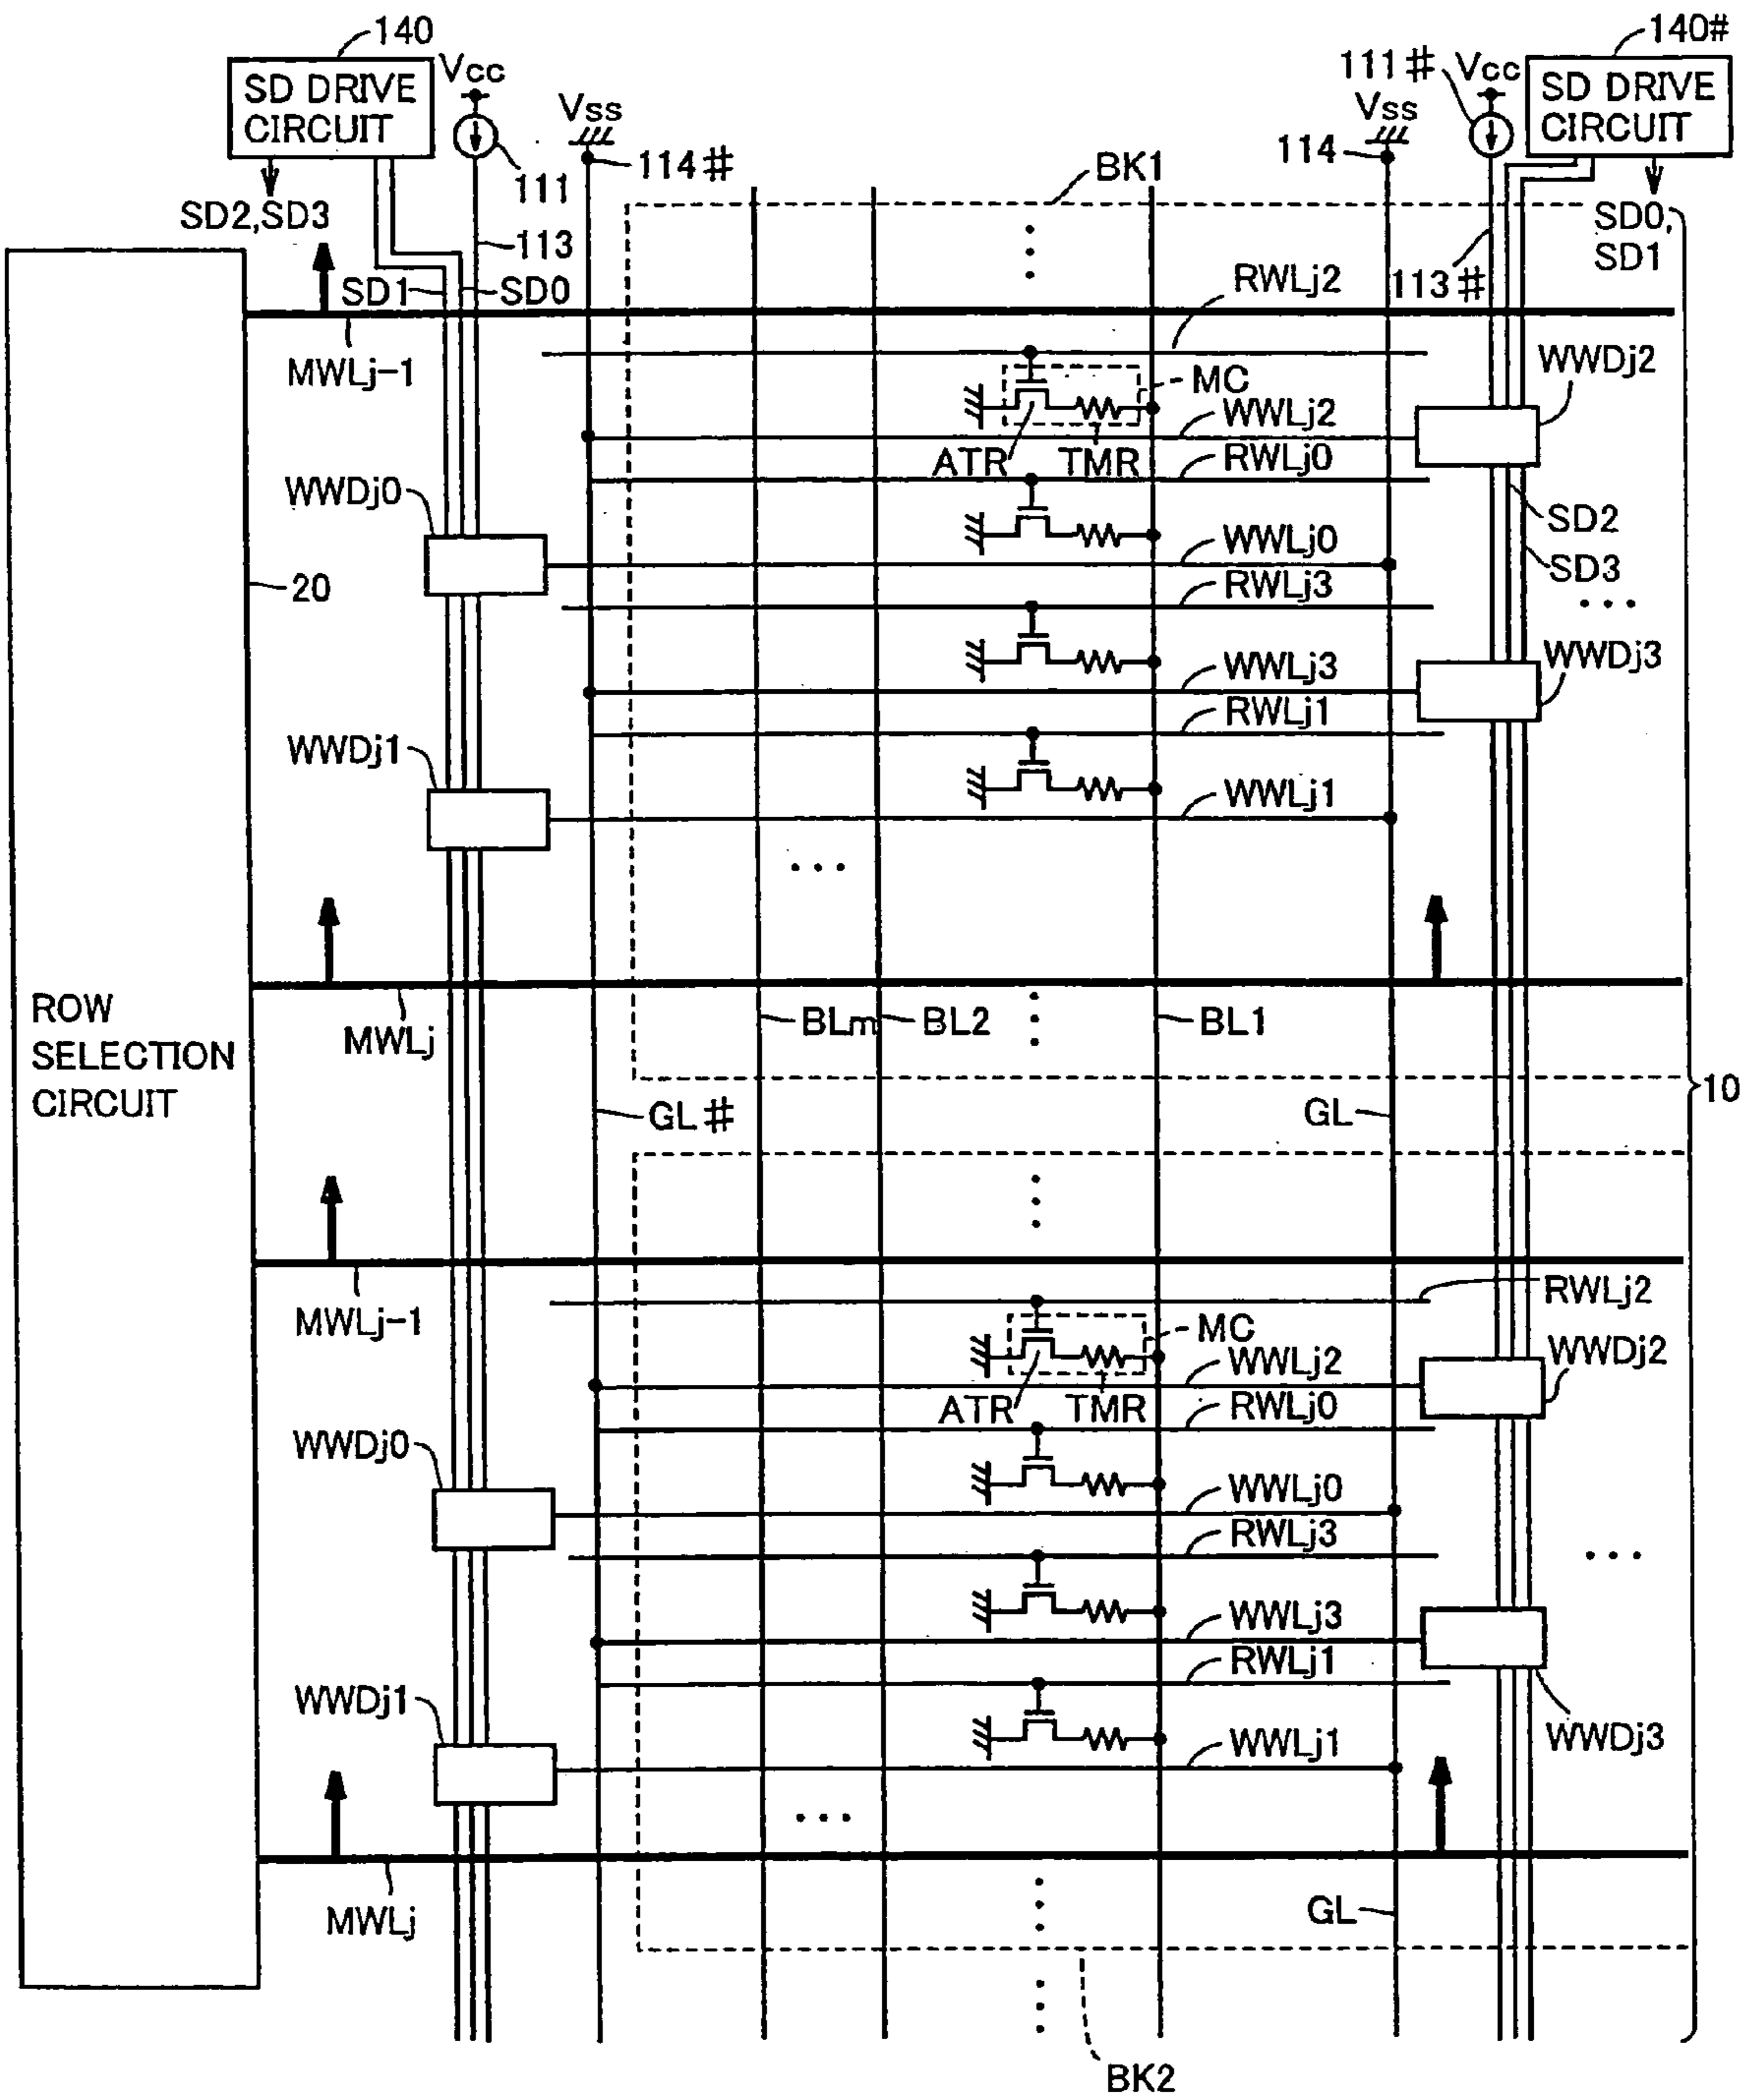 140
140#
SD DRIVE
CIRCUIT
Vcc
111#
Vcc
SD DRIVE
CIRCUIT
Vss
Vss
114#
111
BK1
114
SD2,SD3
113
SD0,
SD1
SD1
SD0
RWLj2
113#
MWLj-1
MC
WWDj2
WWLj2
ATR
TMR
RWLj0
WWDj0
SD2
WWLj0
SD3
20
RWLj3
WWLj3
WWDj3
RWLj1
WWDj1
WWLj1
ROW
SELECTION
CIRCUIT
MWLj
BLm
BL2
BL1
10
GL#
GL
RWLj2
MWLj-1
MC
WWDj2
WWLj2
ATR
TMR
RWLj0
WWDj0
WWLj0
RWLj3
WWLj3
RWLj1
WWDj1
WWDj3
WWLj1
MWLj
GL
BK2